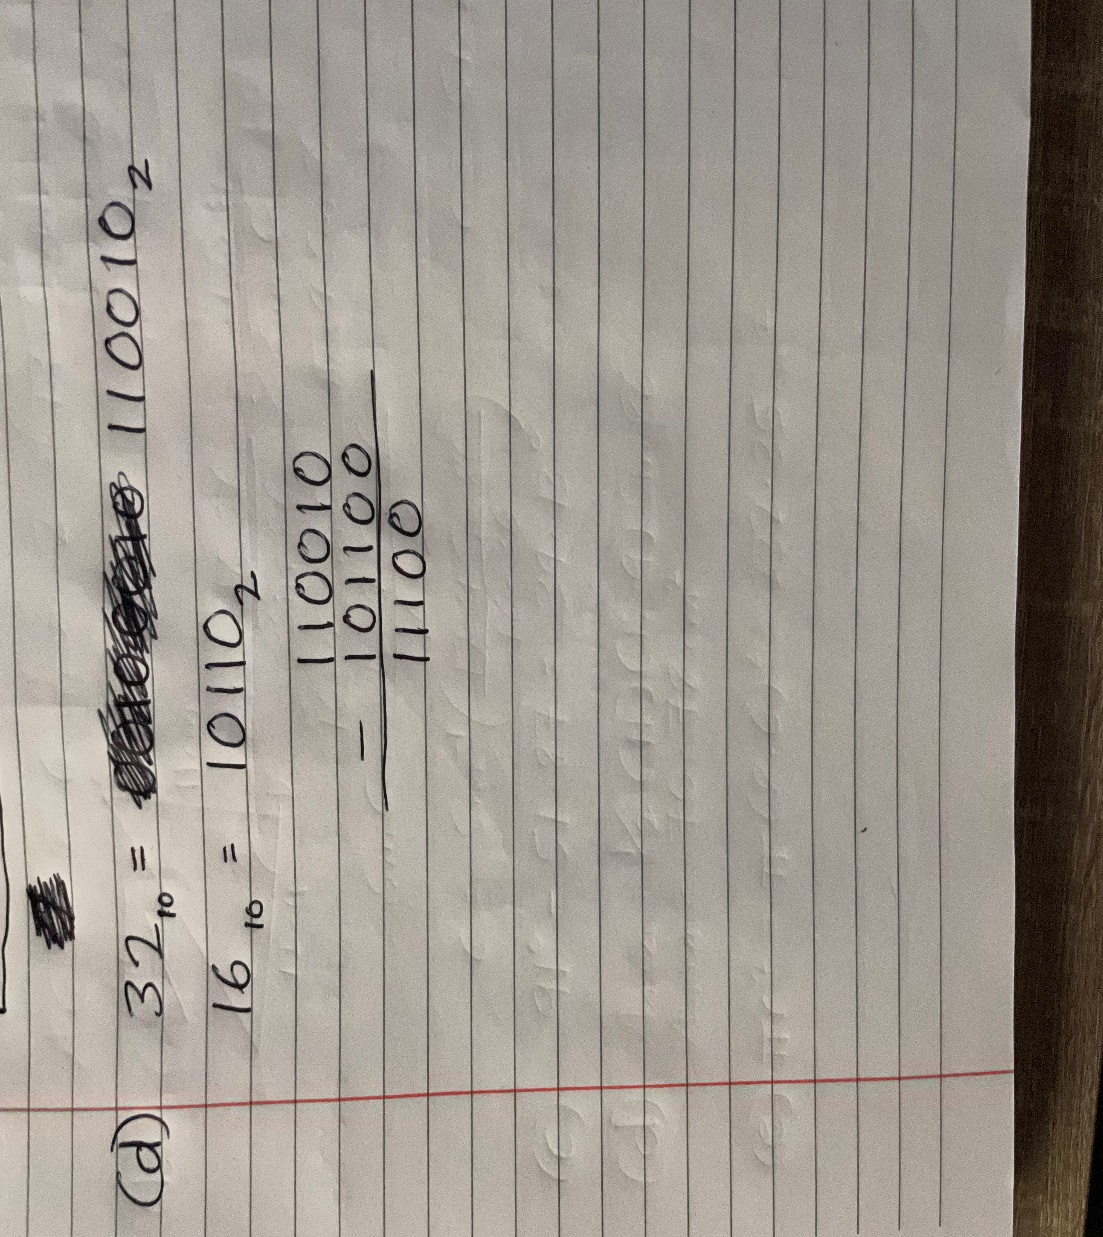 (d) 32₁₀ = 110010₂
16₁₀ = 10110₂
110010
- 101100
11100